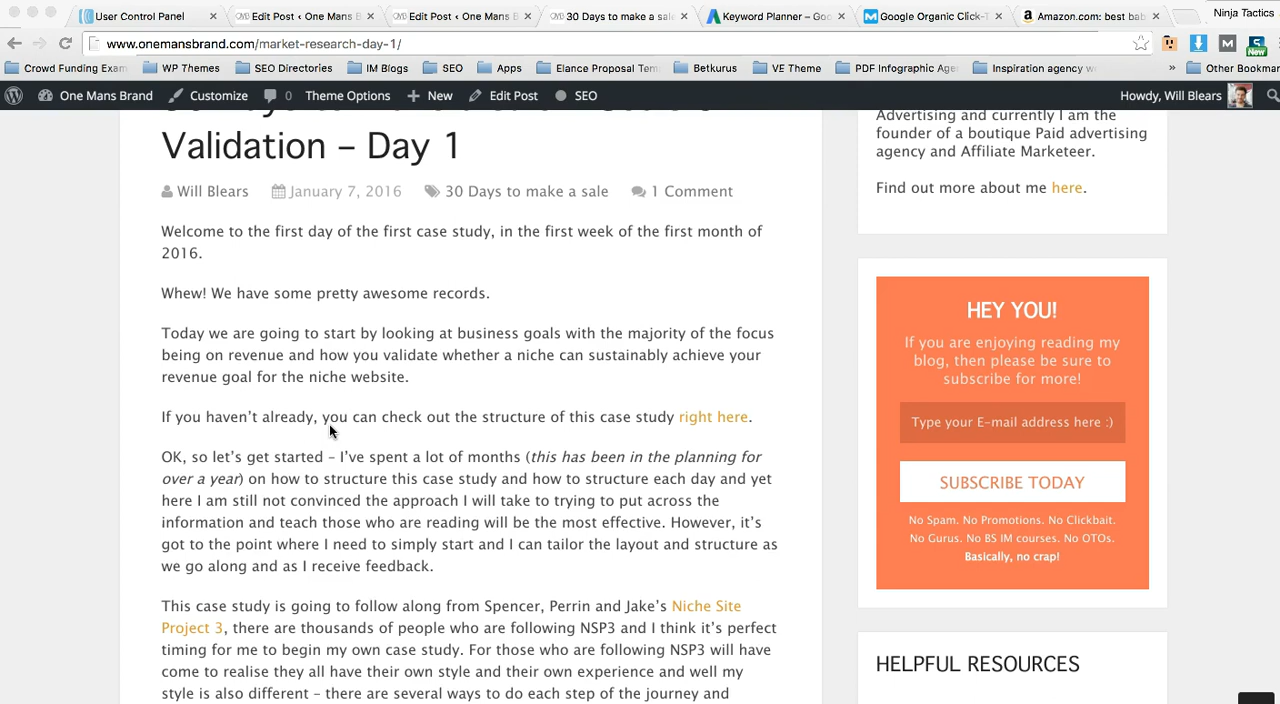 User Control Panel
Edit Post ‹ One Mans B
Edit Post ‹ One Mans B
30 Days to make a sal
Keyword Planner – Goo
Google Organic Click-T
Amazon.com: best bab
Ninja Tactics
www.onemansbrand.com/market-research-day-1/
New
Crowd Funding Exam
WP Themes
SEO Directories
IM Blogs
SEO
Apps
Elance Proposal Tem
Betkurus
VE Theme
PDF Infographic Age
Inspiration agency w
»
Other Bookmar
One Mans Brand
Customize
0
Theme Options
New
Edit Post
SEO
Howdy, Will Blears
Validation – Day 1
Will Blears
January 7, 2016
30 Days to make a sale
1 Comment
Welcome to the first day of the first case study, in the first week of the first month of
2016.
Whew! We have some pretty awesome records.
Today we are going to start by looking at business goals with the majority of the focus
being on revenue and how you validate whether a niche can sustainably achieve your
revenue goal for the niche website.
If you haven't already, you can check out the structure of this case study right here.
OK, so let's get started – I've spent a lot of months (this has been in the planning for
over a year) on how to structure this case study and how to structure each day and yet
here I am still not convinced the approach I will take to trying to put across the
information and teach those who are reading will be the most effective. However, it's
got to the point where I need to simply start and I can tailor the layout and structure as
we go along and as I receive feedback.
This case study is going to follow along from Spencer, Perrin and Jake's Niche Site
Project 3, there are thousands of people who are following NSP3 and I think it's perfect
timing for me to begin my own case study. For those who are following NSP3 will have
come to realise they all have their own style and their own experience and well my
style is also different – there are several ways to do each step of the journey and
Advertising and currently I am the
founder of a boutique Paid advertising
agency and Affiliate Marketeer.
Find out more about me here.
HEY YOU!
If you are enjoying reading my
blog, then please be sure to
subscribe for more!
Type your E-mail address here :)
SUBSCRIBE TODAY
No Spam. No Promotions. No Clickbait.
No Gurus. No BS IM courses. No OTOs.
Basically, no crap!
HELPFUL RESOURCES